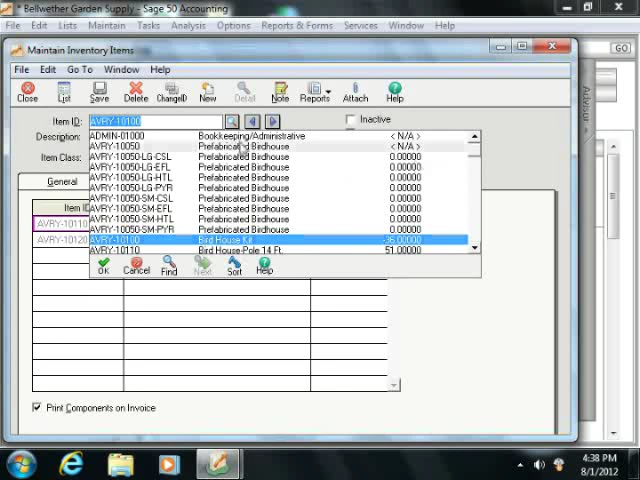 * Bellwether Garden Supply - Sage 50 Accounting
File Edit Lists Maintain Tasks Analysis Options Reports & Forms Services Window Help
GO
Maintain Inventory Items
File Edit Go To Window Help
Close List Save Delete ChangeID New Detail Note Reports Attach Help
Item ID: AVRY-10100 Inactive
Description:
Item Class:
ADMIN-01000 Bookkeeping/Administrative < N/A >
AVRY-10050 Prefabricated Birdhouse < N/A >
AVRY-10050-LG-CSL Prefabricated Birdhouse 0.00000
AVRY-10050-LG-EFL Prefabricated Birdhouse 0.00000
AVRY-10050-LG-HTL Prefabricated Birdhouse 0.00000
AVRY-10050-LG-PYR Prefabricated Birdhouse 0.00000
AVRY-10050-SM-CSL Prefabricated Birdhouse 0.00000
AVRY-10050-SM-EFL Prefabricated Birdhouse 0.00000
AVRY-10050-SM-HTL Prefabricated Birdhouse 0.00000
AVRY-10050-SM-PYR Prefabricated Birdhouse 0.00000
AVRY-10100 Bird House Kit -36.00000
AVRY-10110 Bird House-Pole 14 Ft. 51.00000
OK Cancel Find Next Sort Help
General
Item ID
AVRY-10110
AVRY-10120
Print Components on Invoice
Advisor
4:38 PM
8/1/2012